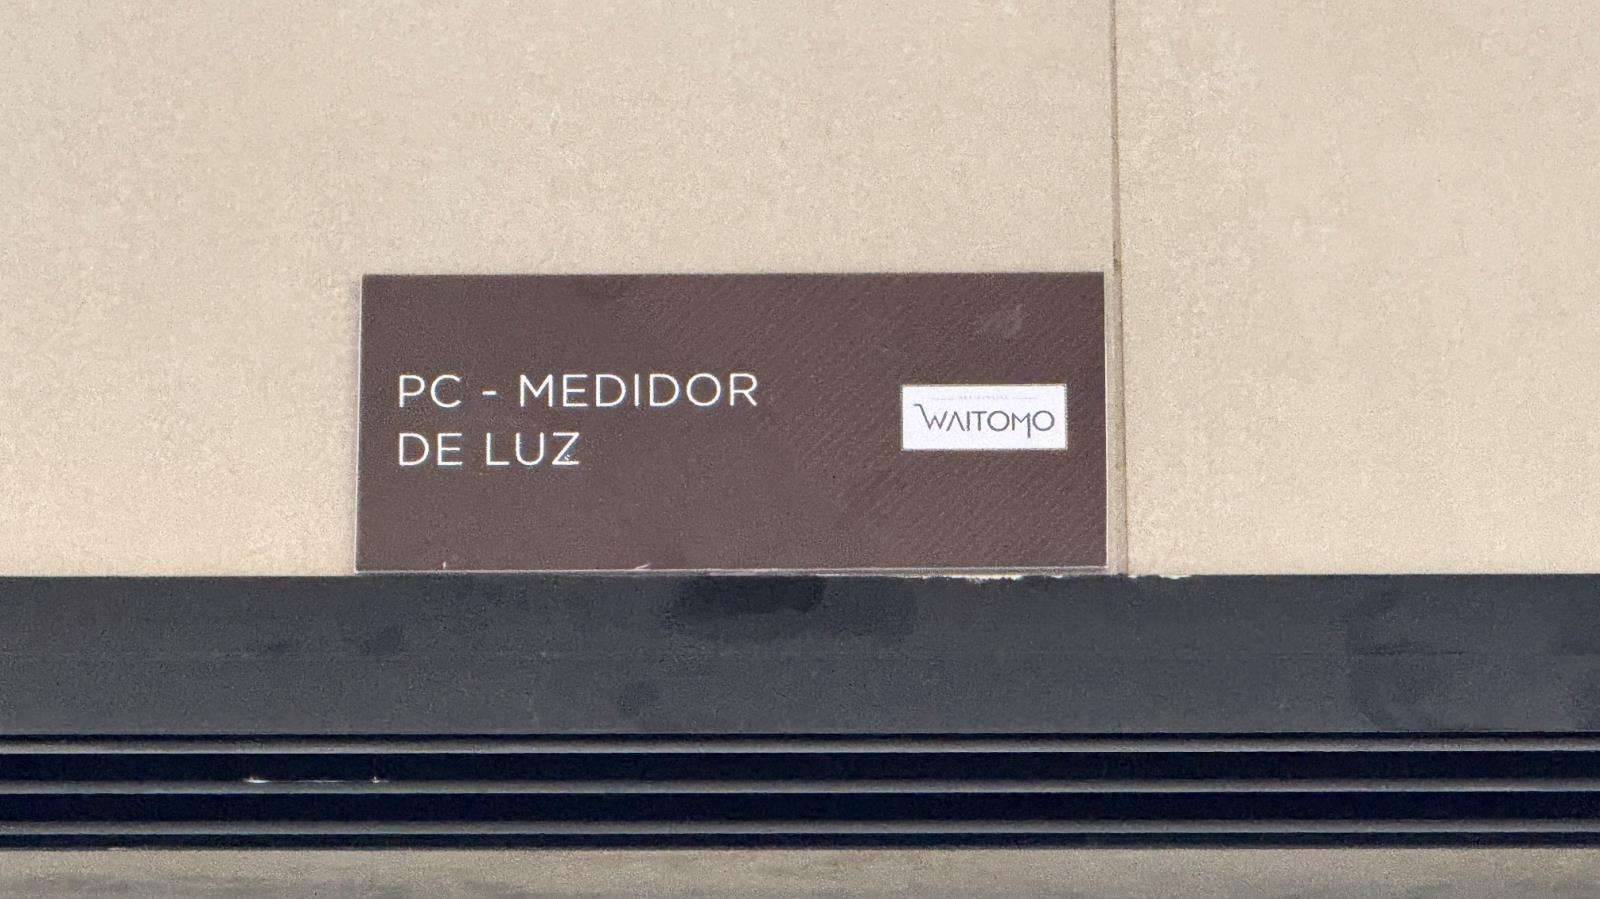 PC - MEDIDOR
DE LUZ
WAITOMO